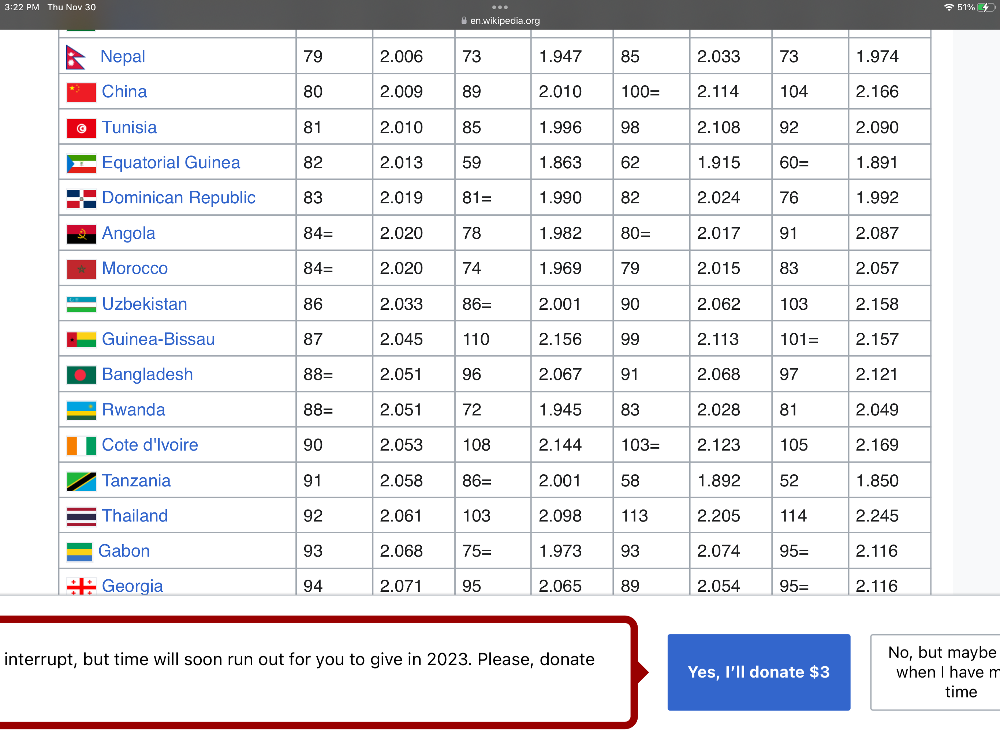 3:22 PM Thu Nov 30
51%
en.wikipedia.org
Nepal 79 2.006 73 1.947 85 2.033 73 1.974
China 80 2.009 89 2.010 100= 2.114 104 2.166
Tunisia 81 2.010 85 1.996 98 2.108 92 2.090
Equatorial Guinea 82 2.013 59 1.863 62 1.915 60= 1.891
Dominican Republic 83 2.019 81= 1.990 82 2.024 76 1.992
Angola 84= 2.020 78 1.982 80= 2.017 91 2.087
Morocco 84= 2.020 74 1.969 79 2.015 83 2.057
Uzbekistan 86 2.033 86= 2.001 90 2.062 103 2.158
Guinea-Bissau 87 2.045 110 2.156 99 2.113 101= 2.157
Bangladesh 88= 2.051 96 2.067 91 2.068 97 2.121
Rwanda 88= 2.051 72 1.945 83 2.028 81 2.049
Cote d'Ivoire 90 2.053 108 2.144 103= 2.123 105 2.169
Tanzania 91 2.058 86= 2.001 58 1.892 52 1.850
Thailand 92 2.061 103 2.098 113 2.205 114 2.245
Gabon 93 2.068 75= 1.973 93 2.074 95= 2.116
Georgia 94 2.071 95 2.065 89 2.054 95= 2.116
interrupt, but time will soon run out for you to give in 2023. Please, donate
Yes, I'll donate $3
No, but maybe
when I have
time